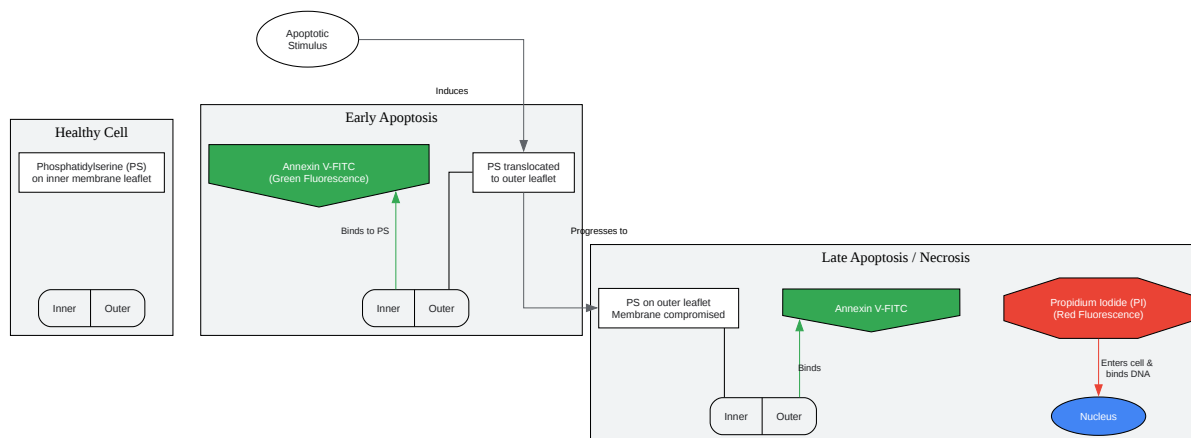 Apoptotic
Stimulus
Induces
Healthy Cell
Phosphatidylserine (PS)
on inner membrane leaflet
Inner
Outer
Early Apoptosis
Annexin V-FITC
(Green Fluorescence)
PS translocated
to outer leaflet
Binds to PS
Inner
Outer
Progresses to
Late Apoptosis / Necrosis
PS on outer leaflet
Membrane compromised
Annexin V-FITC
Propidium Iodide (PI)
(Red Fluorescence)
Binds
Enters cell &
binds DNA
Inner
Outer
Nucleus